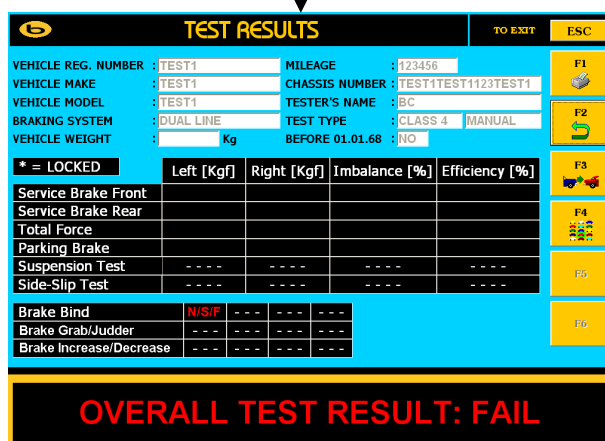 TEST RESULTS TO EXIT ESC
VEHICLE REG. NUMBER : TEST1 MILEAGE : 123456 F1
VEHICLE MAKE : TEST1 CHASSIS NUMBER : TEST1TEST1123TEST1
VEHICLE MODEL : TEST1 TESTER'S NAME : BC F2
BRAKING SYSTEM : DUAL LINE TEST TYPE : CLASS 4 MANUAL
VEHICLE WEIGHT : Kg BEFORE 01.01.68 : NO
* = LOCKED Left [Kgf] Right [Kgf] Imbalance [%] Efficiency [%] F3
Service Brake Front
Service Brake Rear F4
Total Force
Parking Brake
Suspension Test - - - - - - - - - - - - - - - -
Side-Slip Test - - - - - - - - - - - - - - - - F5
Brake Bind N/S/F - - - - - - - - -
Brake Grab/Judder - - - - - - - - - - - - F6
Brake Increase/Decrease - - - - - - - - - - - -
OVERALL TEST RESULT: FAIL